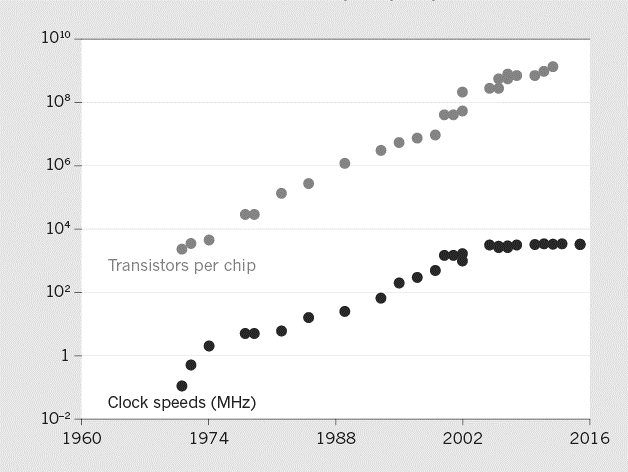 10¹⁰
10⁸
10⁶
10⁴
Transistors per chip
10²
1
Clock speeds (MHz)
10⁻²
1960 1974 1988 2002 2016